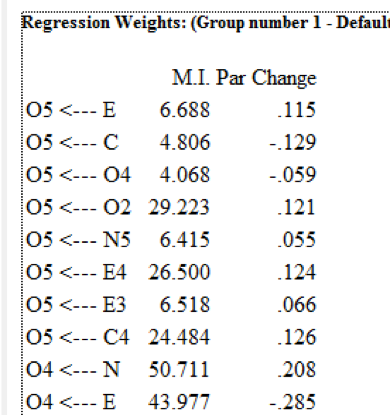 Regression Weights: (Group number 1 - Default
M.I. Par Change
O5 <--- E 6.688 .115
O5 <--- C 4.806 -.129
O5 <--- O4 4.068 -.059
O5 <--- O2 29.223 .121
O5 <--- N5 6.415 .055
O5 <--- E4 26.500 .124
O5 <--- E3 6.518 .066
O5 <--- C4 24.484 .126
O4 <--- N 50.711 .208
O4 <--- E 43.977 -.285